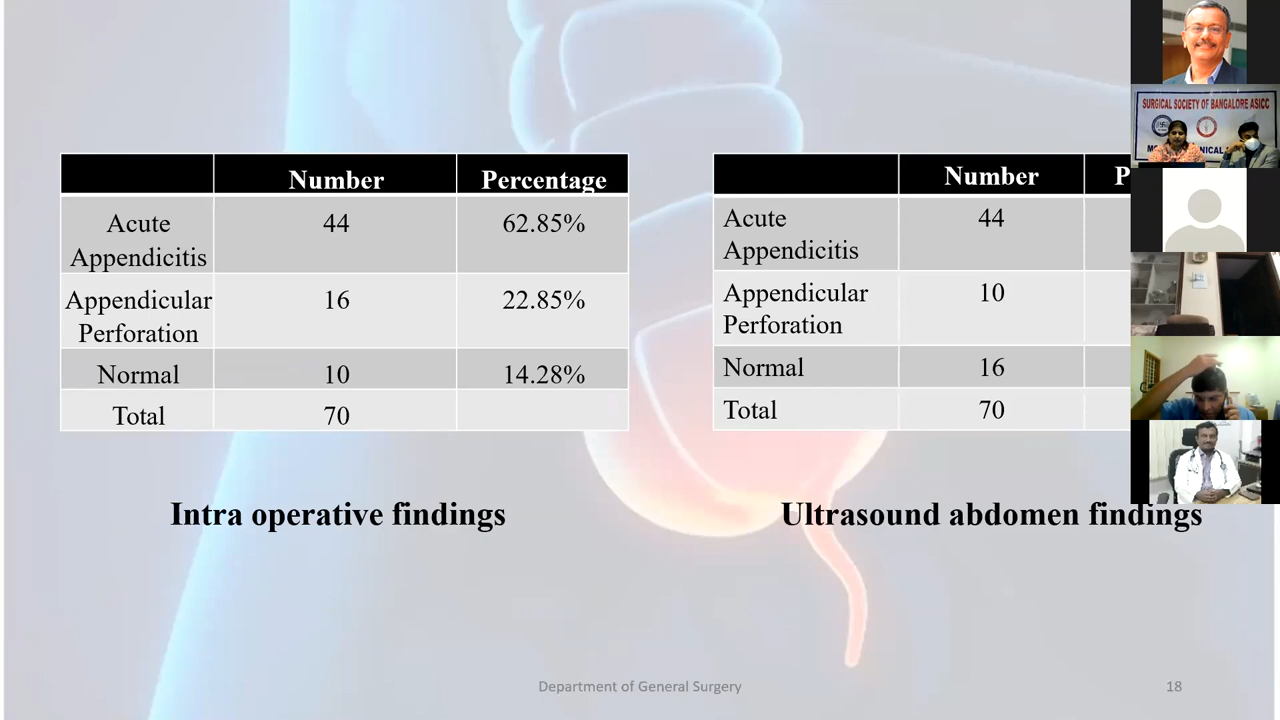 Number Percentage
Acute
Appendicitis
44 62.85%
Appendicular
Perforation
16 22.85%
Normal 10 14.28%
Total 70
Intra operative findings
Number P
Acute
Appendicitis
44
Appendicular
Perforation
10
Normal 16
Total 70
Ultrasound abdomen findings
SURGICAL SOCIETY OF BANGALORE ASICC
Department of General Surgery
18